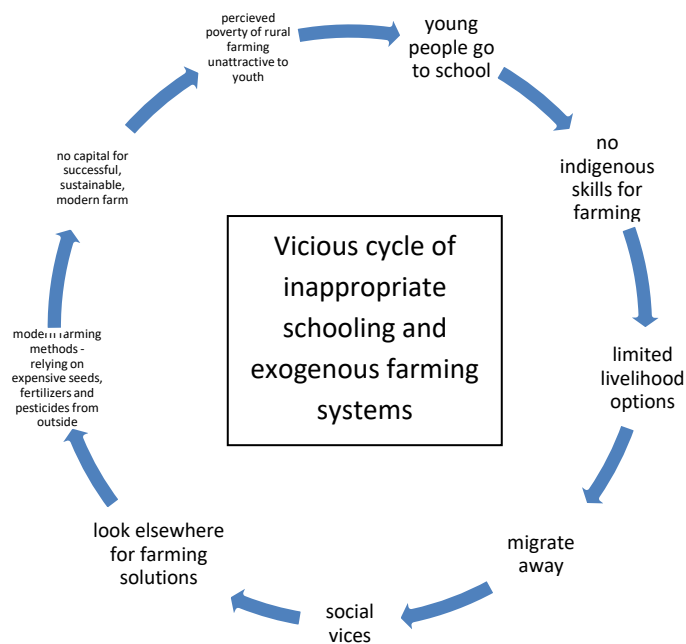 percieved
poverty of rural
farming
unattractive to
youth
young
people go
to school
no
indigenous
skills for
farming
limited
livelihood
options
migrate
away
social
vices
look elsewhere
for farming
solutions
modern farming
methods -
relying on
expensive seeds,
fertilizers and
pesticides from
outside
no capital for
successful,
sustainable,
modern farm
Vicious cycle of
inappropriate
schooling and
exogenous farming
systems